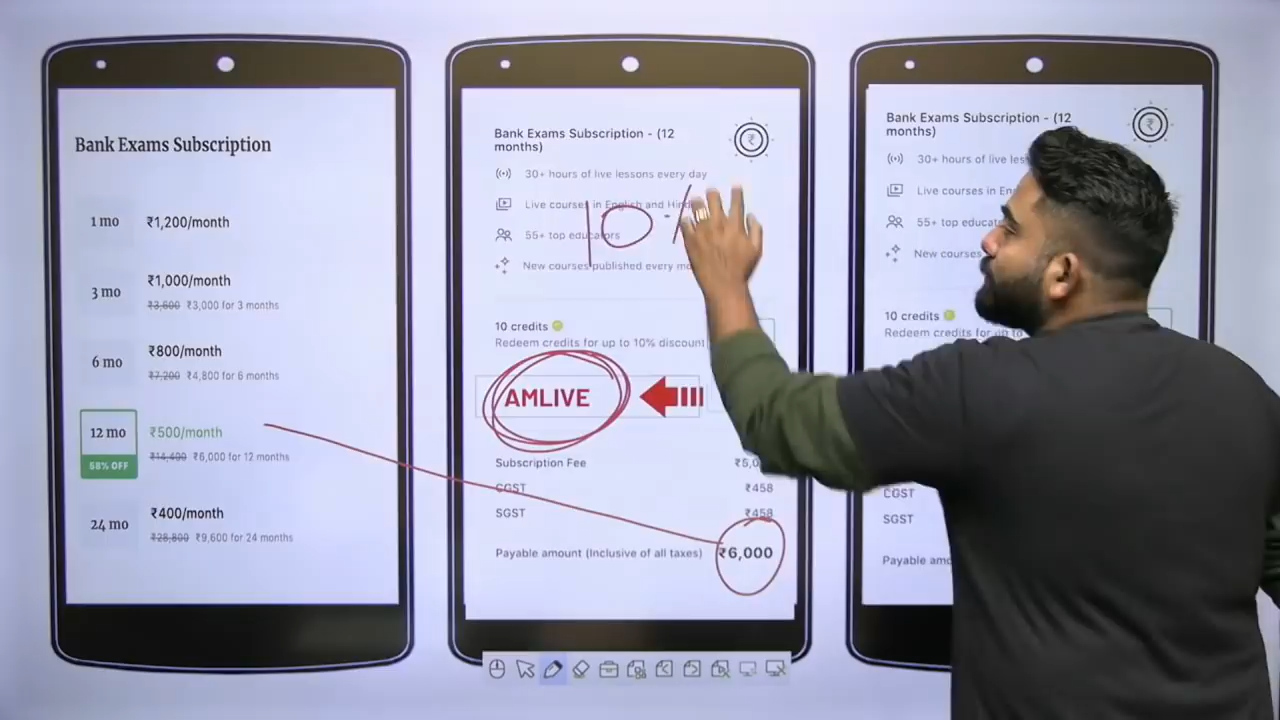 Bank Exams Subscription
1 mo ₹1,200/month
3 mo ₹1,000/month
₹3,600 ₹3,000 for 3 months
6 mo ₹800/month
₹7,200 ₹4,800 for 6 months
12 mo ₹500/month
58% OFF ₹14,400 ₹6,000 for 12 months
24 mo ₹400/month
₹28,800 ₹9,600 for 24 months
Bank Exams Subscription - (12
months)
30+ hours of live lessons every day
Live courses in English and Hindi
55+ top educators
New courses published every
10
10 credits
Redeem credits for up to 10% discount
AMLIVE
Subscription Fee
CGST ₹458
SGST ₹458
Payable amount (Inclusive of all taxes) ₹6,000
Bank Exams Subscription - (12
months)
30+ hours of live
Live courses in
55+ top
New courses
10 credits
Redeem credits for up to
CGST
SGST
Payable